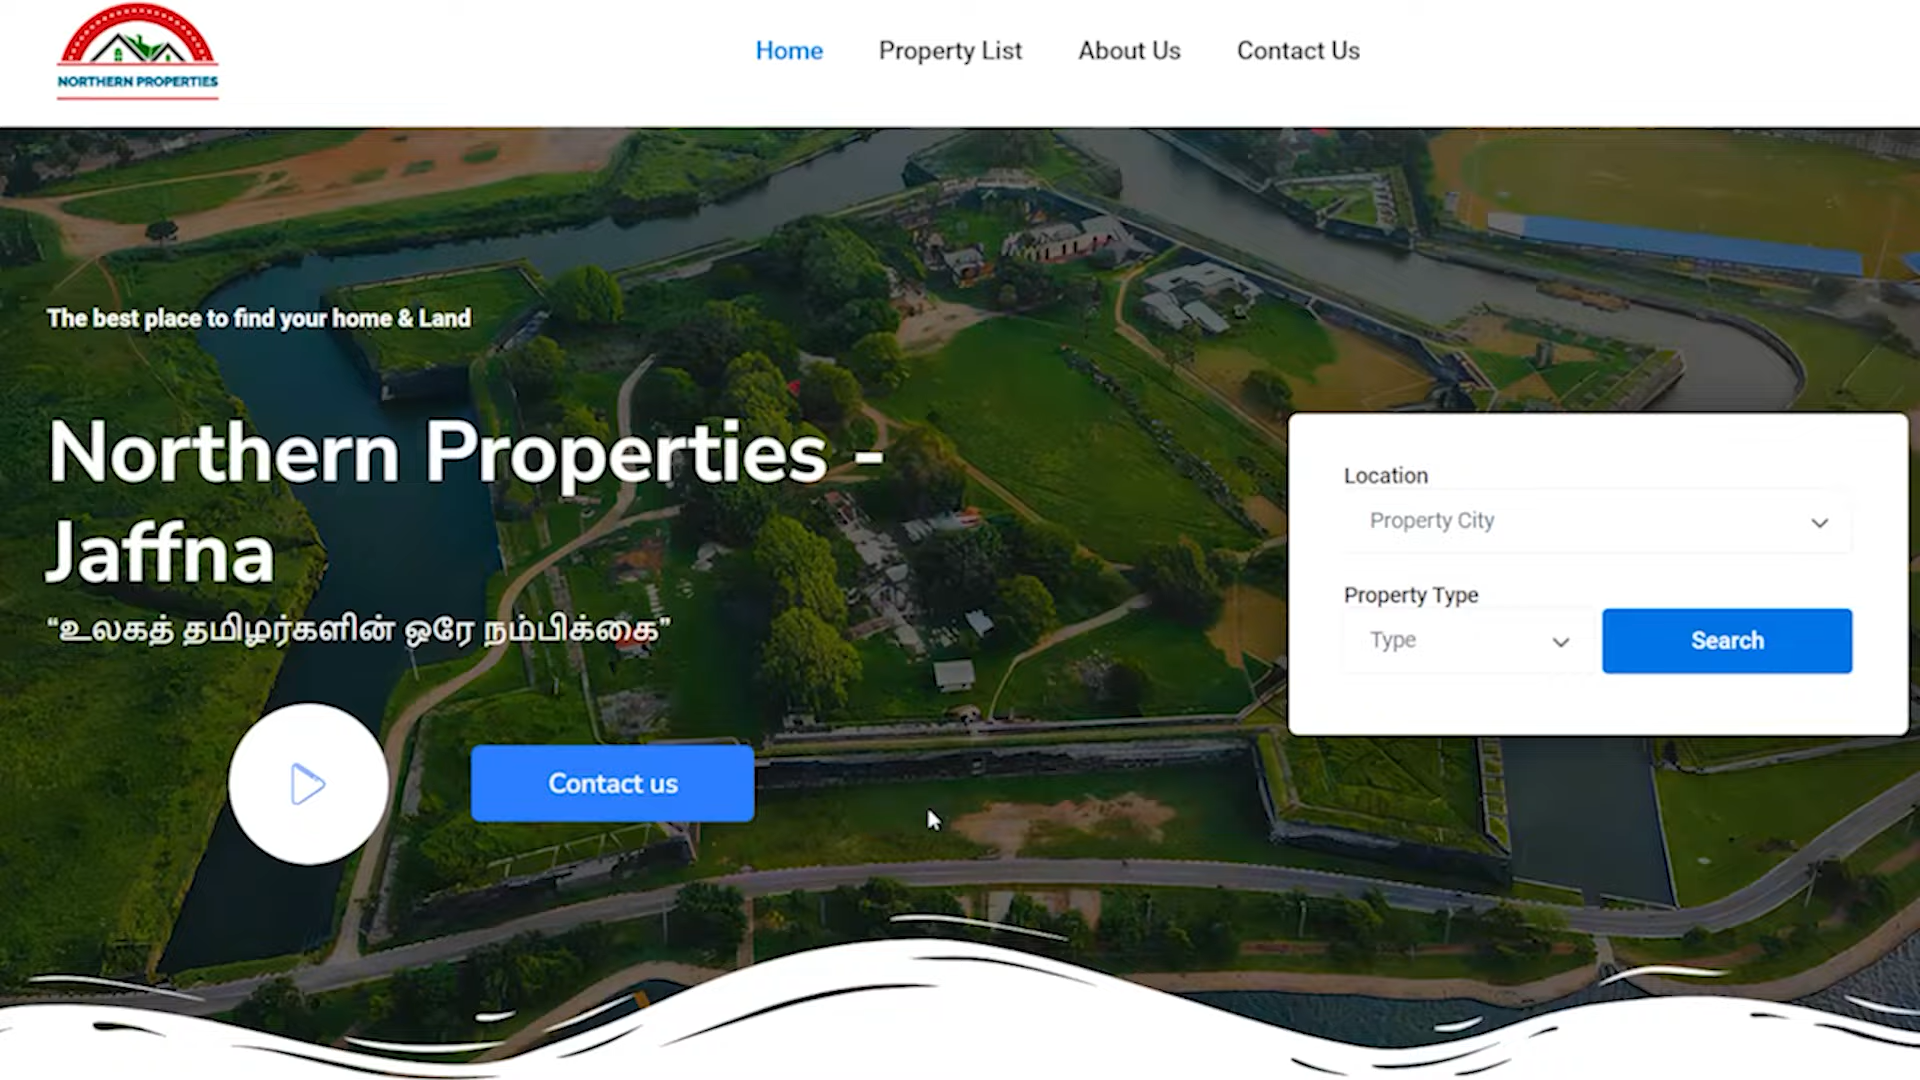 NORTHERN PROPERTIES
Home
Property List
About Us
Contact Us
The best place to find your home & Land
Northern Properties -
Jaffna
“உலகத் தமிழர்களின் ஒரே நம்பிக்கை”
Contact us
Location
Property City
Property Type
Type
Search